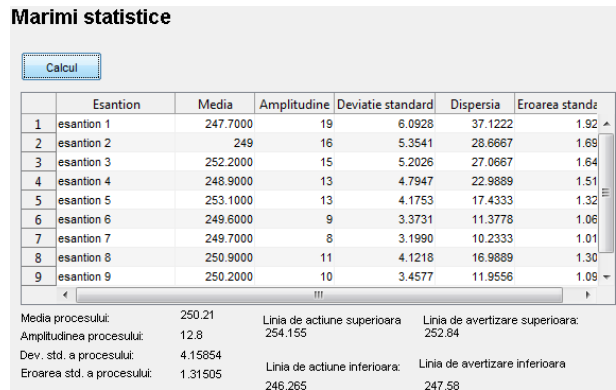 Marimi statistice
Calcul
Esantion Media Amplitudine Deviatie standard Dispersia Eroarea standa
1 esantion 1 247.7000 19 6.0928 37.1222 1.92
2 esantion 2 249 16 5.3541 28.6667 1.69
3 esantion 3 252.2000 15 5.2026 27.0667 1.64
4 esantion 4 248.9000 13 4.7947 22.9889 1.51
5 esantion 5 253.1000 13 4.1753 17.4333 1.32
6 esantion 6 249.6000 9 3.3731 11.3778 1.06
7 esantion 7 249.7000 8 3.1990 10.2333 1.01
8 esantion 8 250.9000 11 4.1218 16.9889 1.30
9 esantion 9 250.2000 10 3.4577 11.9556 1.09
Media procesului: 250.21
Amplitudinea procesului: 12.8
Dev. std. a procesului: 4.15854
Eroarea std. a procesului: 1.31505
Linia de actiune superioara
254.155
Linia de actiune inferioara:
246.265
Linia de avertizare superioara:
252.84
Linia de avertizare inferioara
247.58